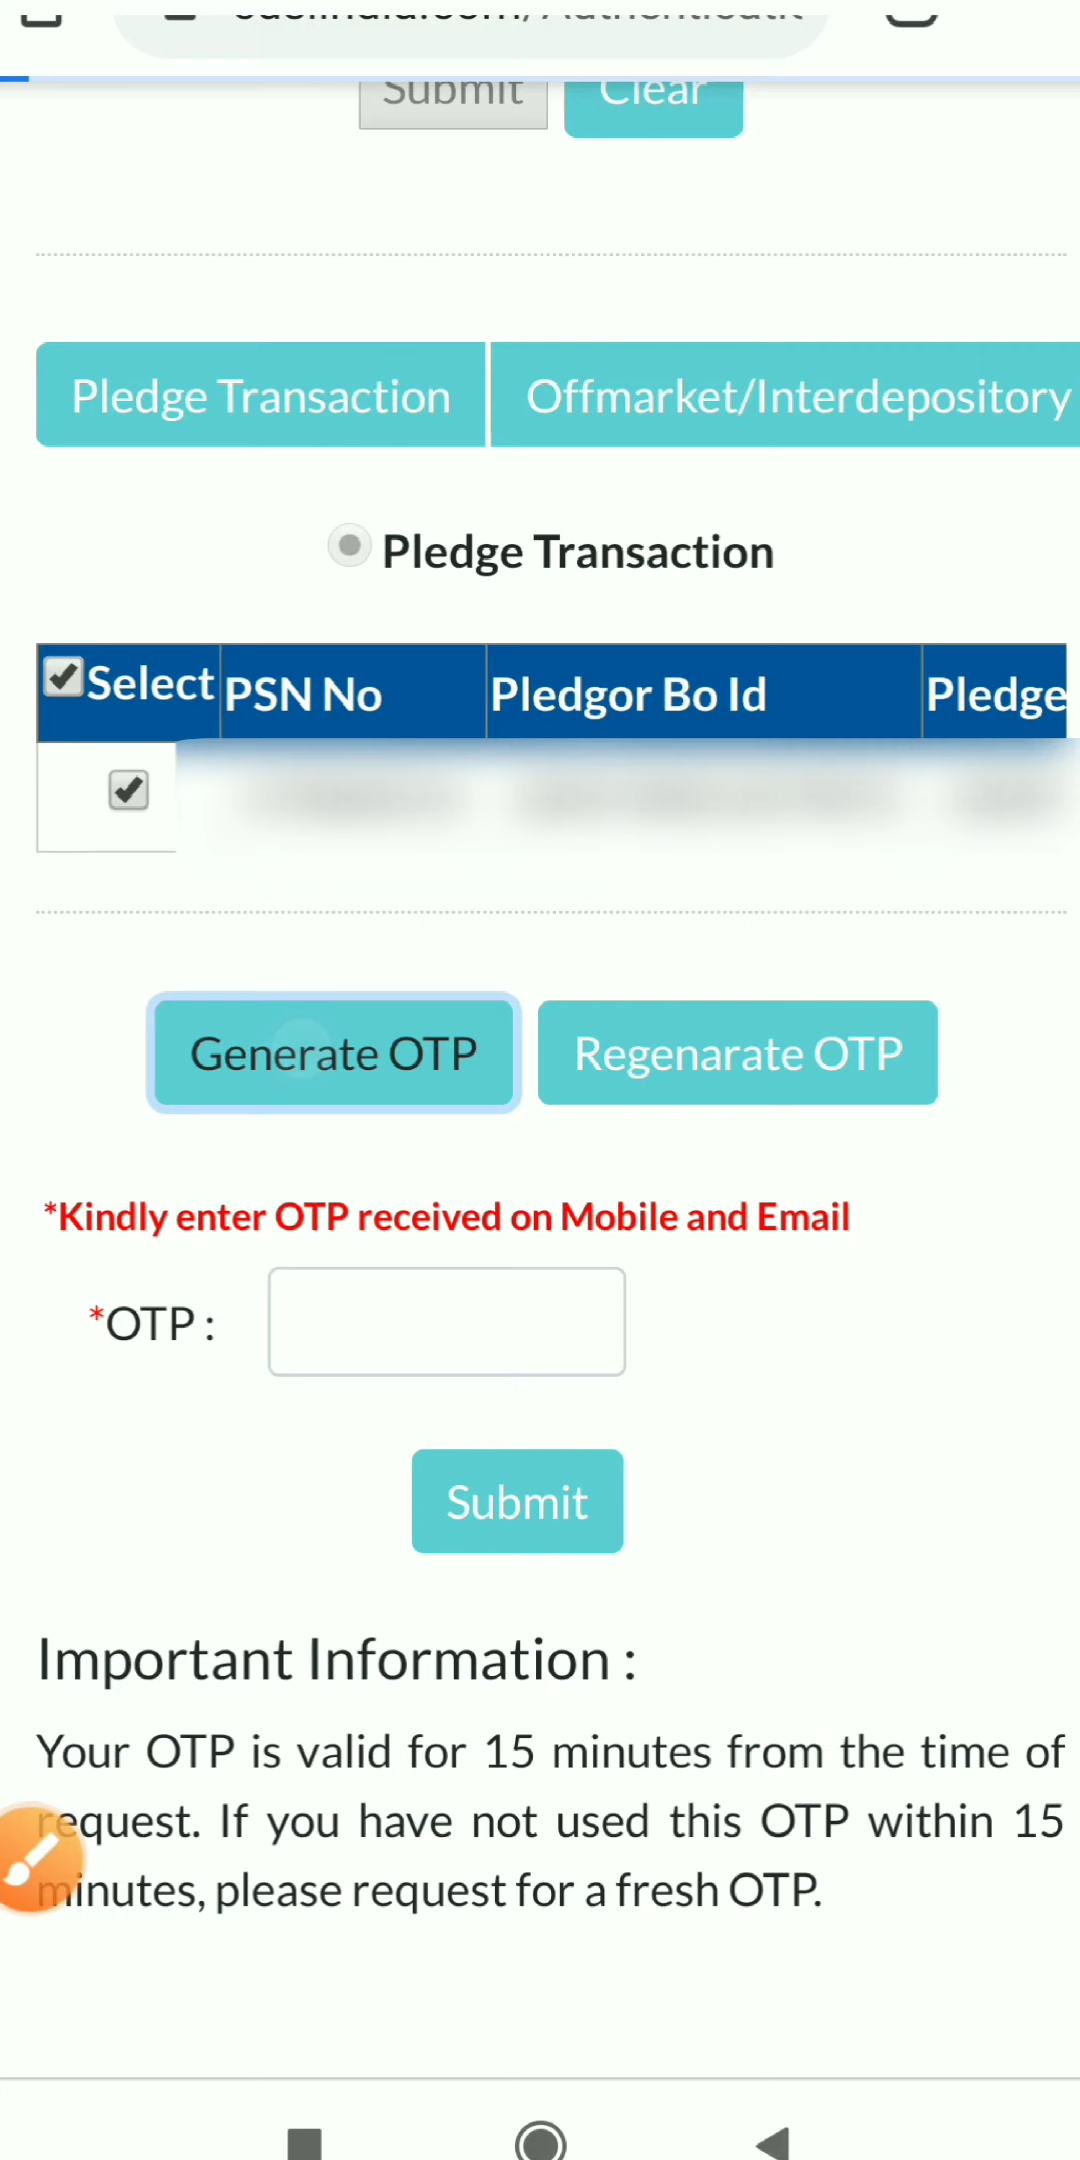 Submit Clear
Pledge Transaction Offmarket/Interdepository
Pledge Transaction
Select PSN No Pledgor Bo Id Pledge
Generate OTP Regenarate OTP
*Kindly enter OTP received on Mobile and Email
*OTP :
Submit
Important Information :
Your OTP is valid for 15 minutes from the time of
request. If you have not used this OTP within 15
minutes, please request for a fresh OTP.